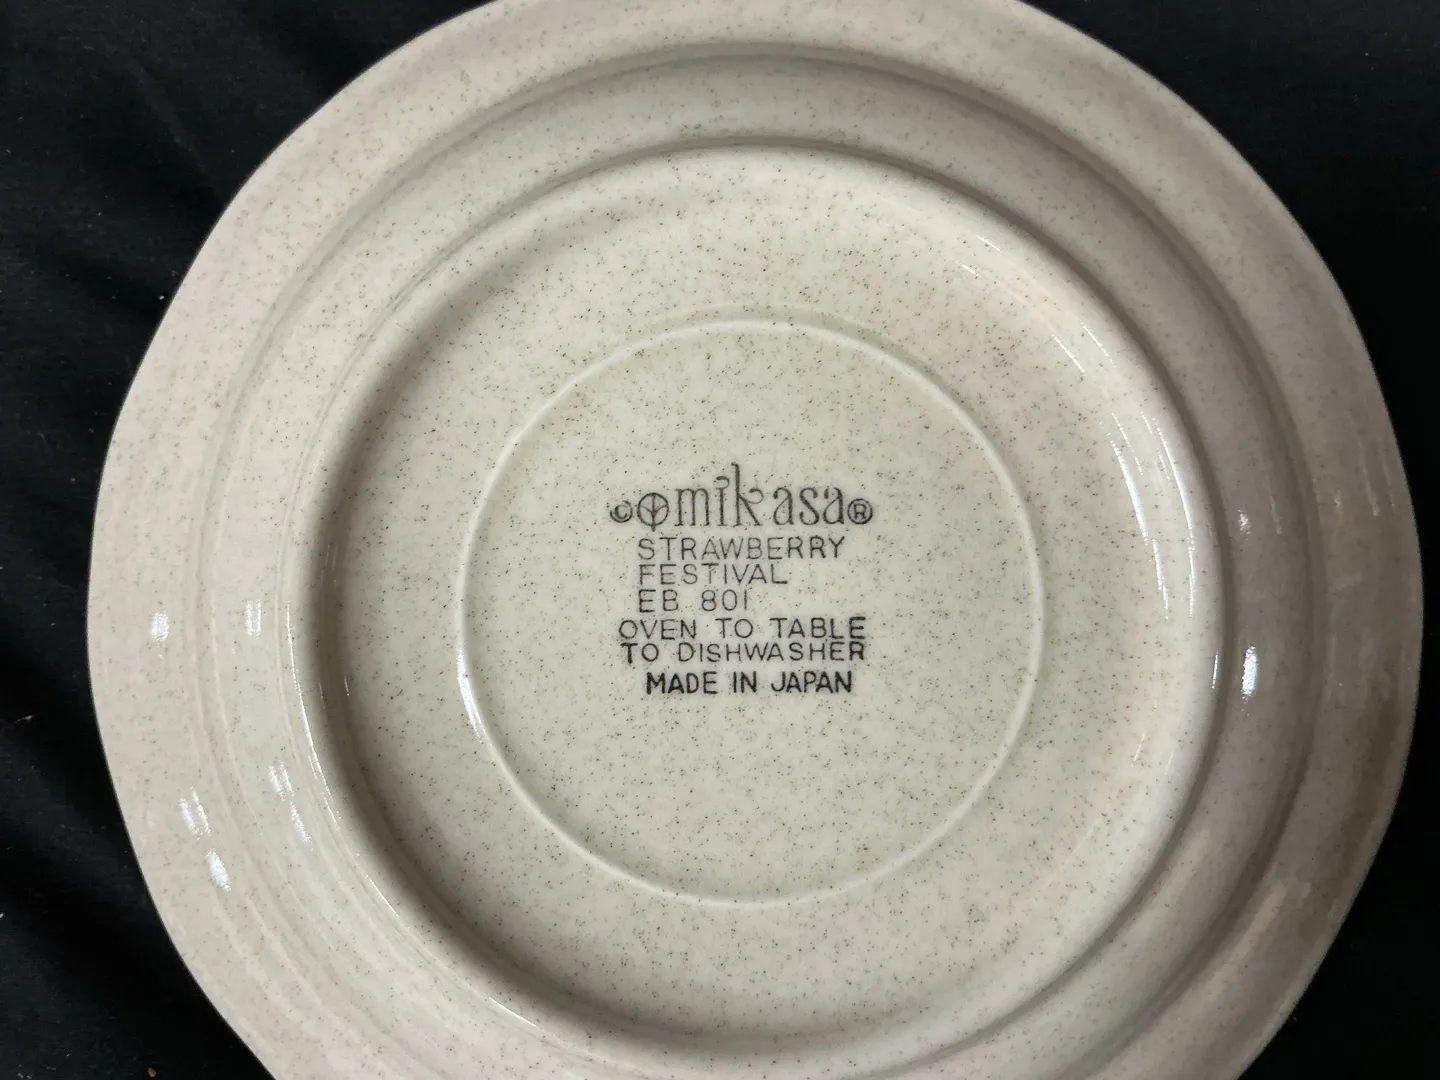 © mikasa ®
STRAWBERRY
FESTIVAL
EB 801
OVEN TO TABLE
TO DISHWASHER
MADE IN JAPAN